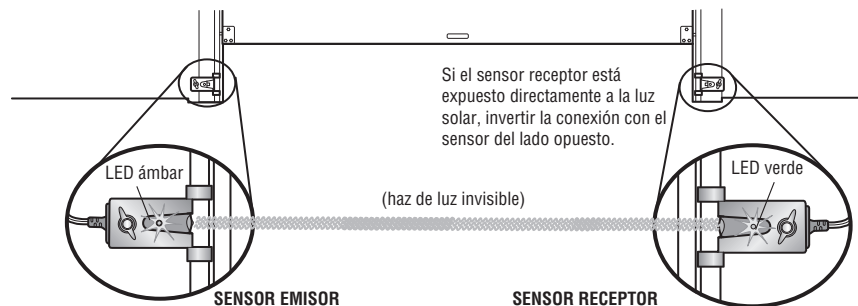 Si el sensor receptor está
expuesto directamente a la luz
solar, invertir la conexión con el
sensor del lado opuesto.
LED ámbar
LED verde
(haz de luz invisible)
SENSOR EMISOR
SENSOR RECEPTOR